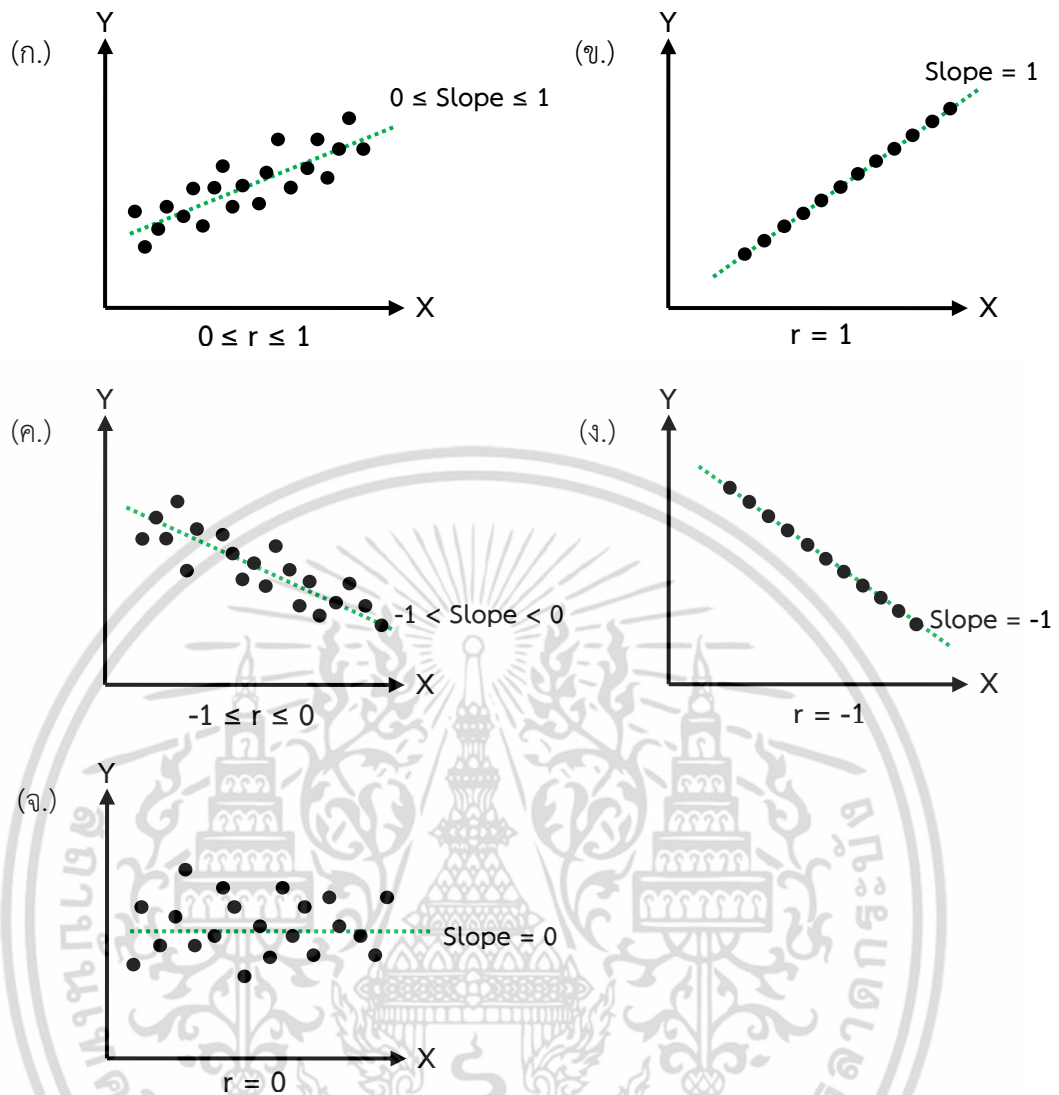 (ก.)
Y
0 ≤ Slope ≤ 1
X
0 ≤ r ≤ 1
(ข.)
Y
Slope = 1
X
r = 1
(ค.)
Y
-1 < Slope < 0
X
-1 ≤ r ≤ 0
(ง.)
Y
Slope = -1
X
r = -1
(จ.)
Y
Slope = 0
X
r = 0